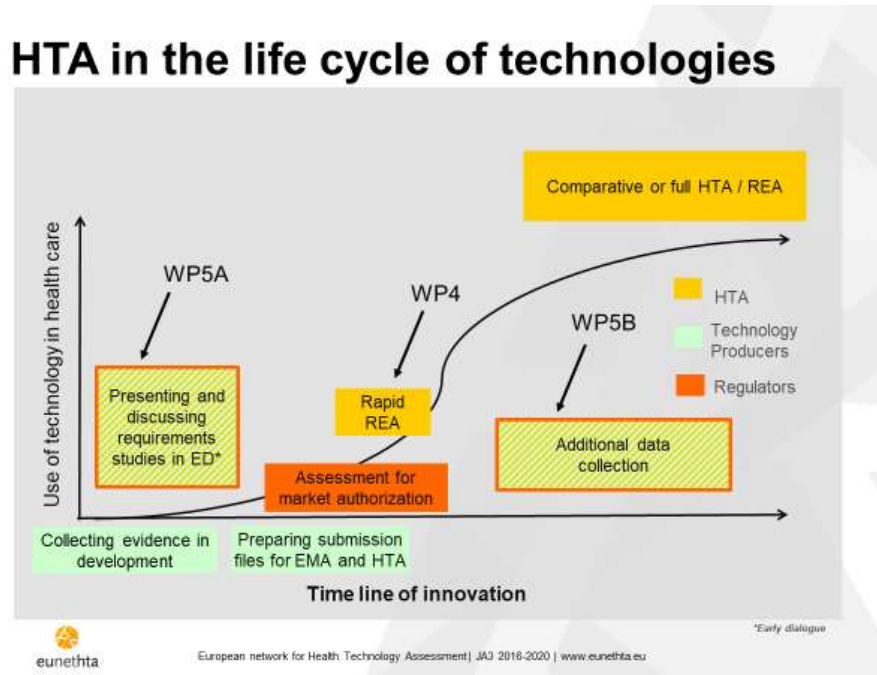 HTA in the life cycle of technologies
Comparative or full HTA / REA
Use of technology in health care
WP5A
WP4
WP5B
HTA
Technology
Producers
Regulators
Presenting and
discussing
requirements
studies in ED*
Rapid
REA
Additional data
collection
Assessment for
market authorization
Collecting evidence in
development
Preparing submission
files for EMA and HTA
Time line of innovation
*Early dialogue
eunethta
European network for Health Technology Assessment| JA3 2016-2020 | www.eunethta.eu